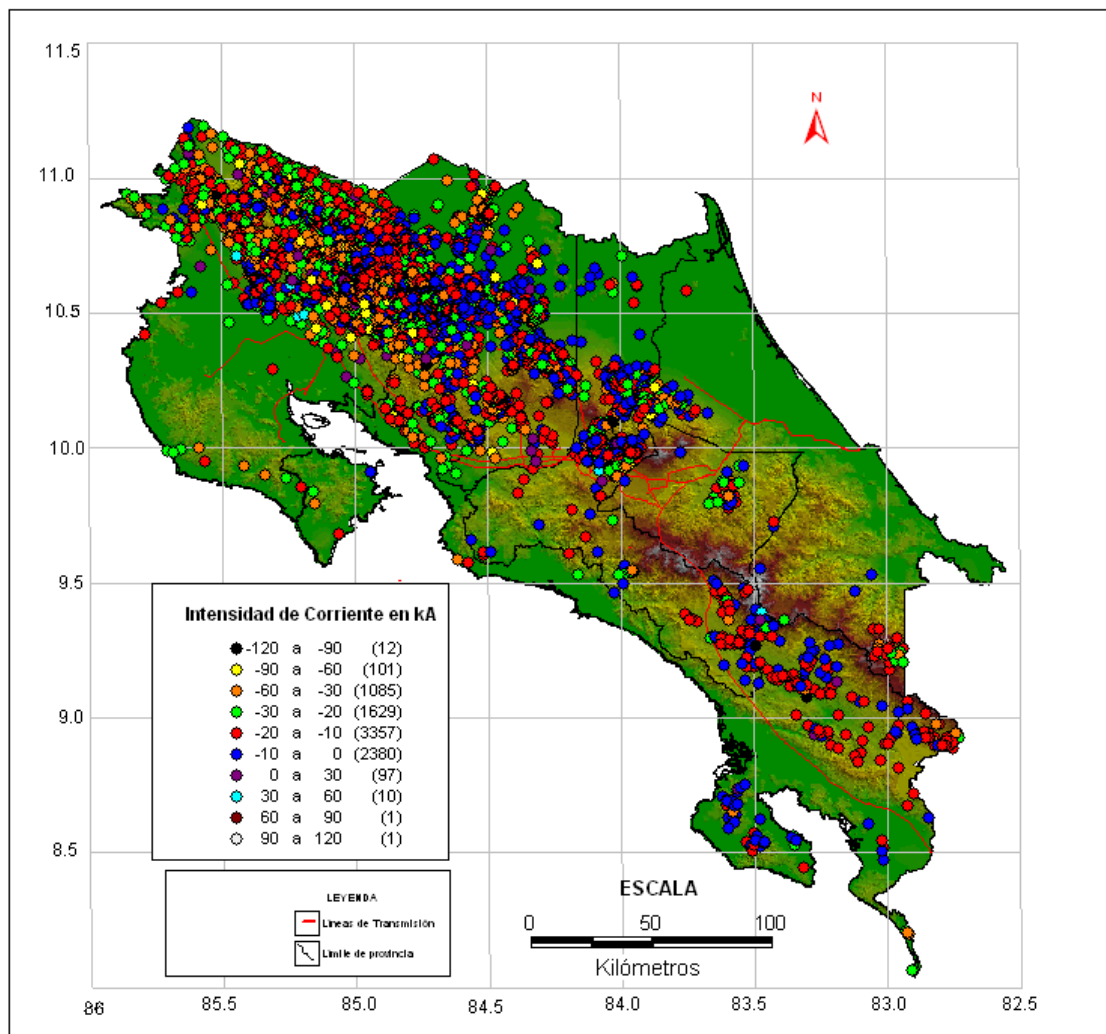 11.5
N
11.0
10.5
10.0
9.5
9.0
8.5
Intensidad de Corriente en kA
-120 a -90 (12)
-90 a -60 (101)
-60 a -30 (1085)
-30 a -20 (1629)
-20 a -10 (3357)
-10 a 0 (2380)
0 a 30 (97)
30 a 60 (10)
60 a 90 (1)
90 a 120 (1)
LEYENDA
Líneas de Transmisión
Límite de provincia
ESCALA
0 50 100
Kilómetros
86 85.5 85.0 84.5 84.0 83.5 83.0 82.5